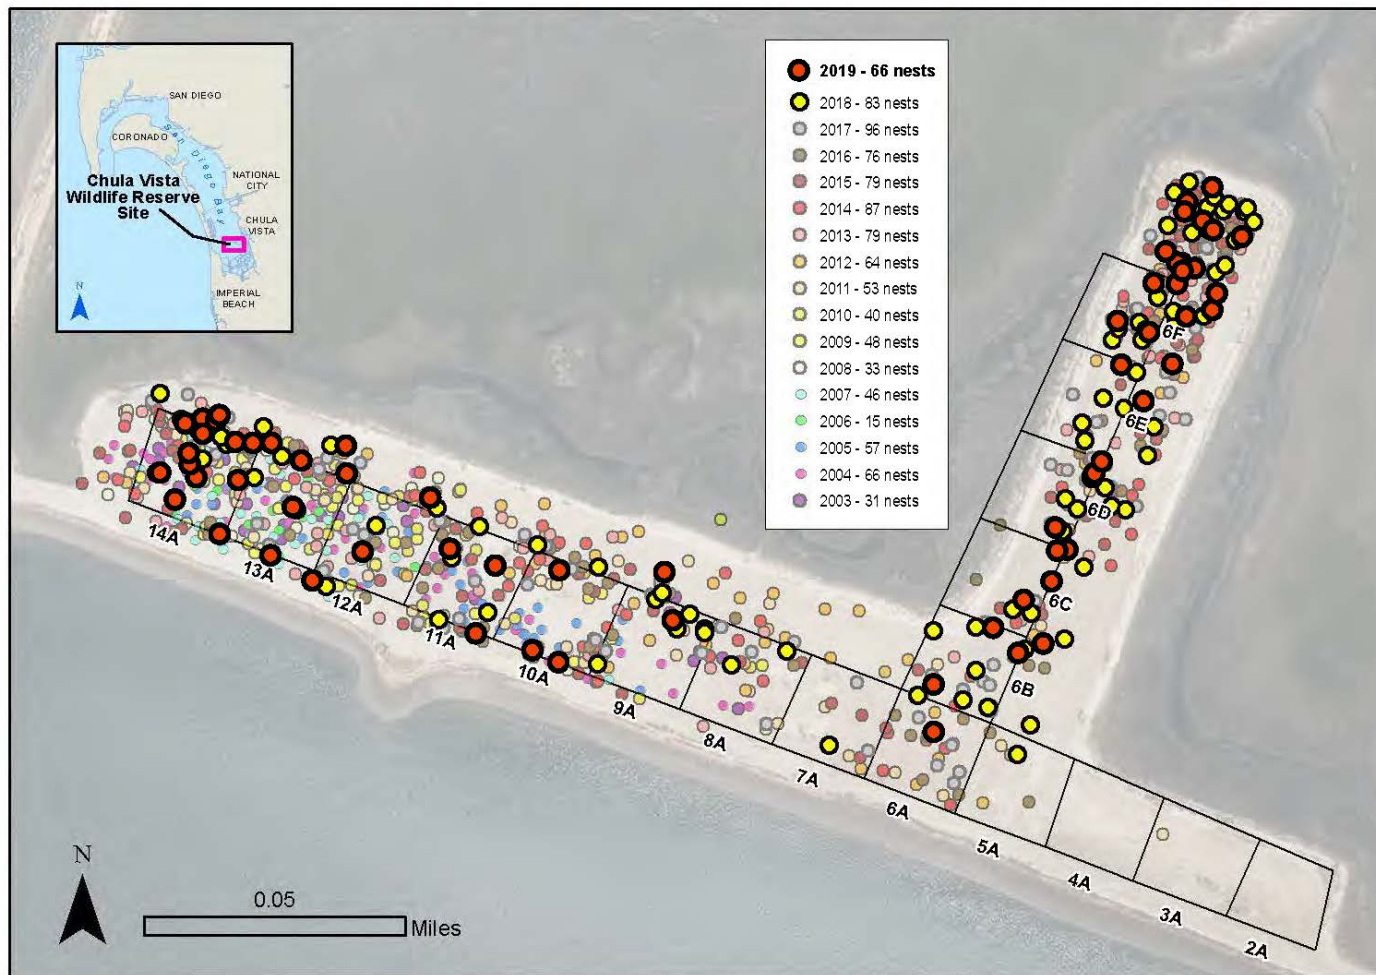 SAN DIEGO
CORONADO
San Diego Bay
NATIONAL
CITY
Chula Vista
Wildlife Reserve
Site
CHULA
VISTA
IMPERIAL
BEACH
N
2019 - 66 nests
2018 - 83 nests
2017 - 96 nests
2016 - 76 nests
2015 - 79 nests
2014 - 87 nests
2013 - 79 nests
2012 - 64 nests
2011 - 53 nests
2010 - 40 nests
2009 - 48 nests
2008 - 33 nests
2007 - 46 nests
2006 - 15 nests
2005 - 57 nests
2004 - 66 nests
2003 - 31 nests
6F
6E
6D
6C
6B
14A
13A
12A
11A
10A
9A
8A
7A
6A
5A
4A
3A
2A
N
0.05
Miles